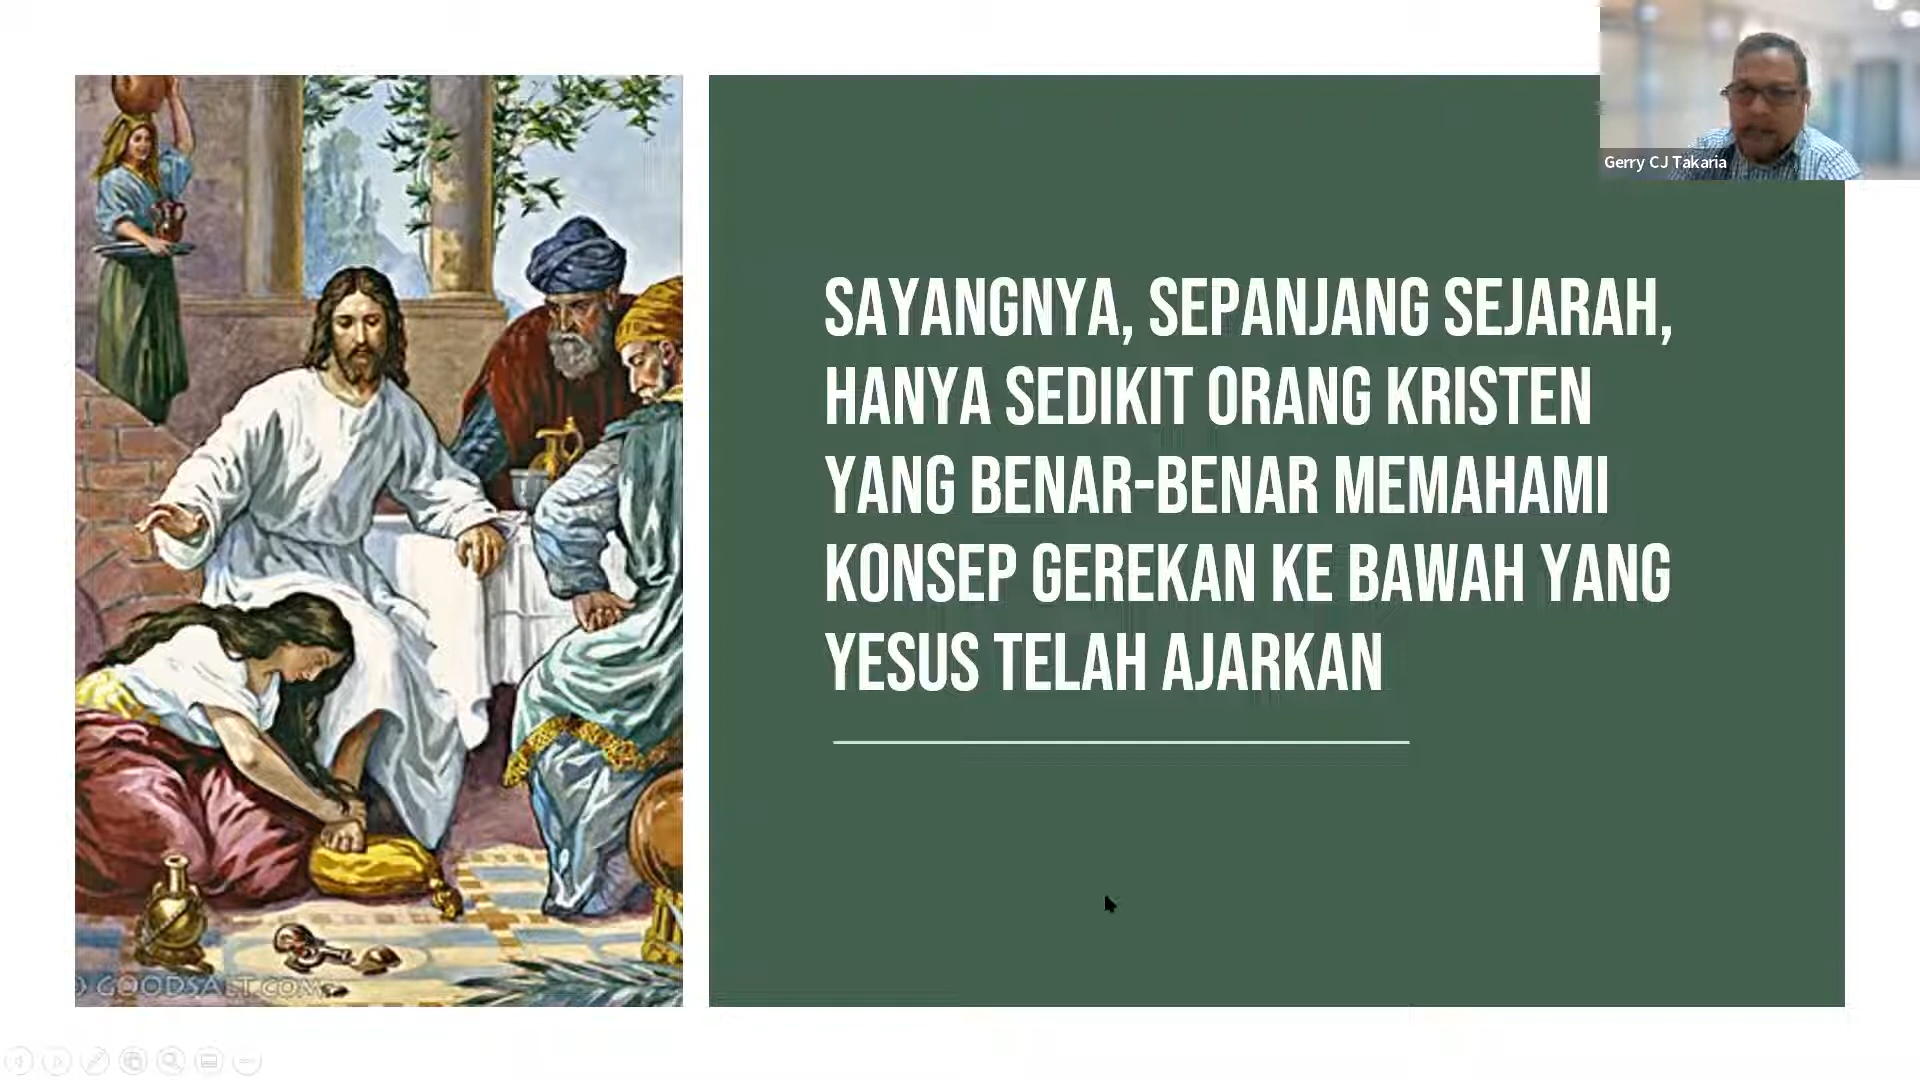 Gerry CJ Takaria
SAYANGNYA, SEPANJANG SEJARAH,
HANYA SEDIKIT ORANG KRISTEN
YANG BENAR-BENAR MEMAHAMI
KONSEP GEREKAN KE BAWAH YANG
YESUS TELAH AJARKAN
GOODSALT.COM